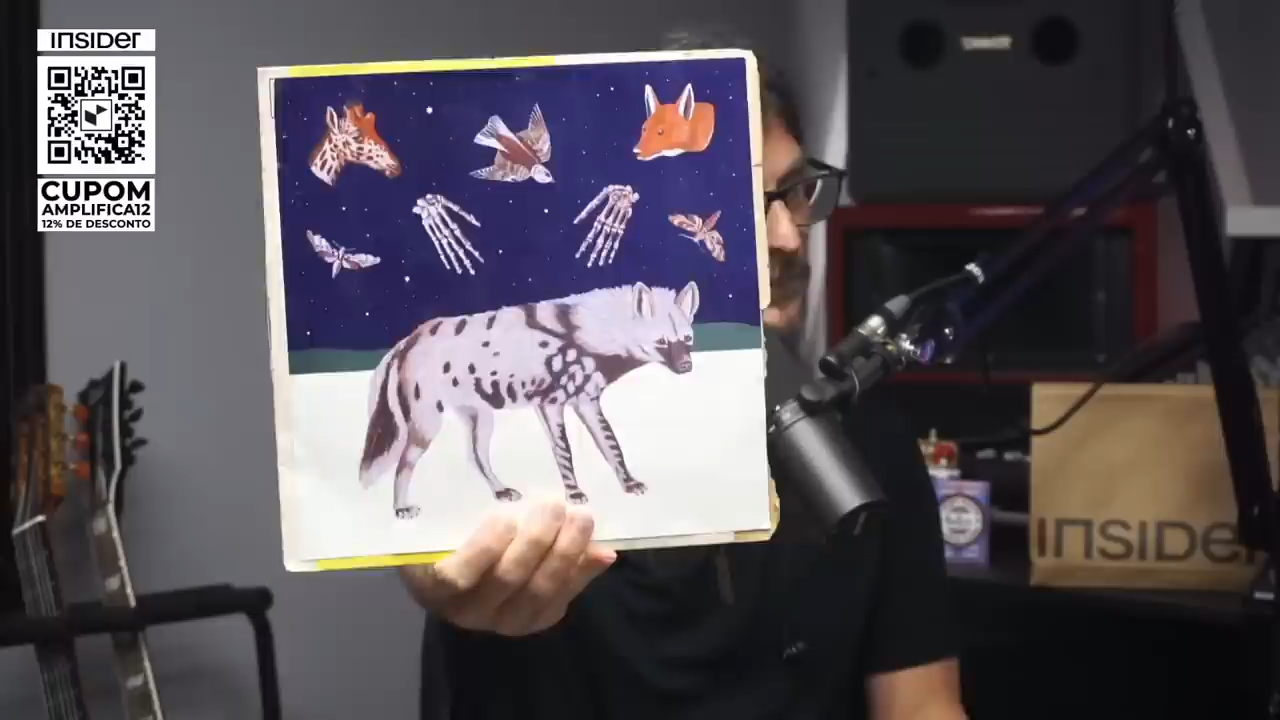 INSIDER
CUPOM
AMPLIFICA12
12% DE DESCONTO
INSIDER